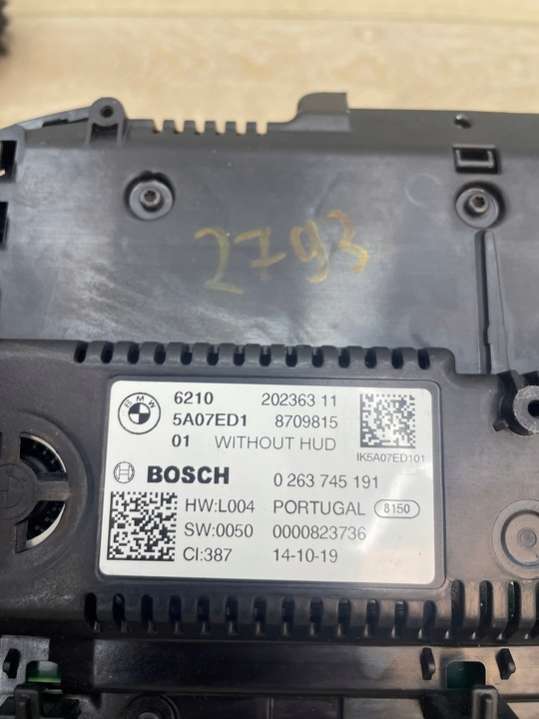 2793
BMW
6210 202363 11
5A07ED1 8709815
01 WITHOUT HUD
IK5A07ED101
BOSCH 0 263 745 191
HW:L004 PORTUGAL 8150
SW:0050 0000823736
CI:387 14-10-19